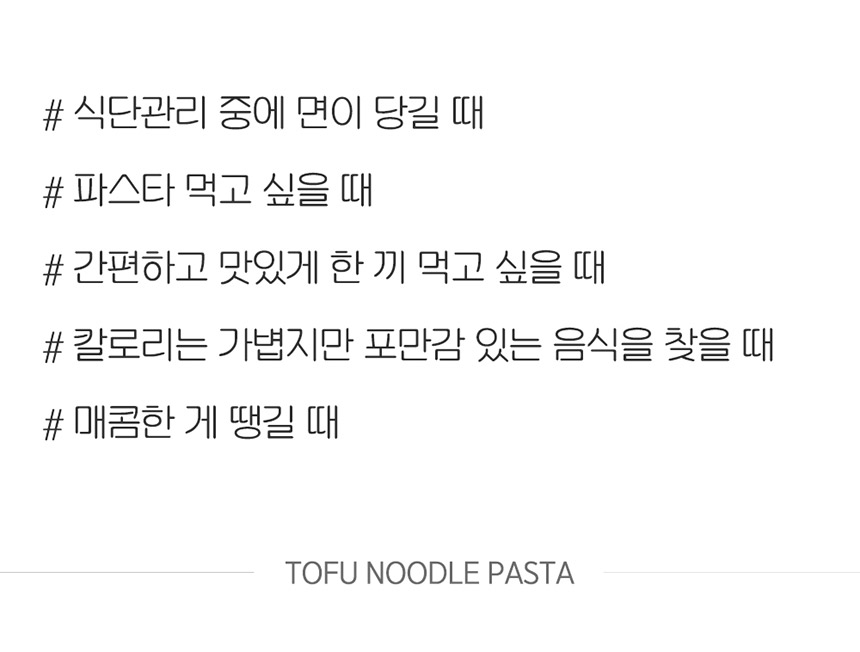 # 식단관리 중에 면이 당길 때
# 파스타 먹고 싶을 때
# 간편하고 맛있게 한 끼 먹고 싶을 때
# 칼로리는 가볍지만 포만감 있는 음식을 찾을 때
# 매콤한 게 땡길 때
TOFU NOODLE PASTA